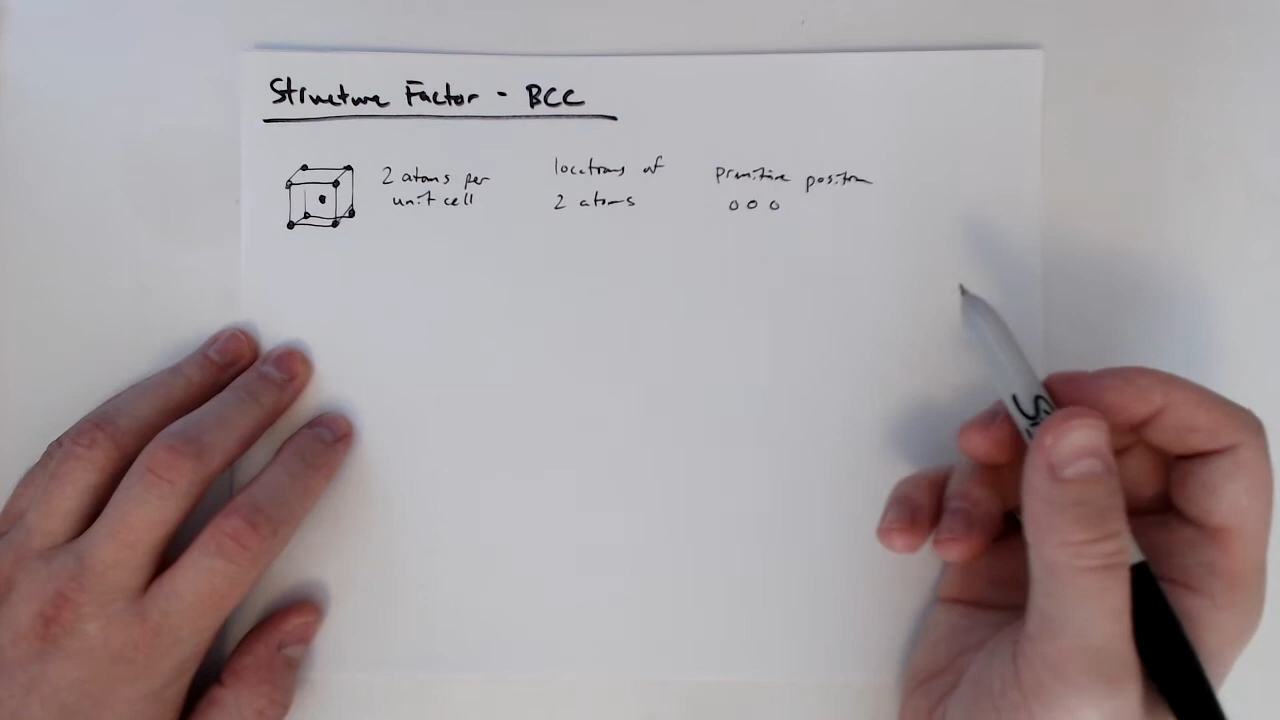 Structure Factor - BCC
2 atoms per
unit cell
locations of
2 atoms
primitive position
0 0 0